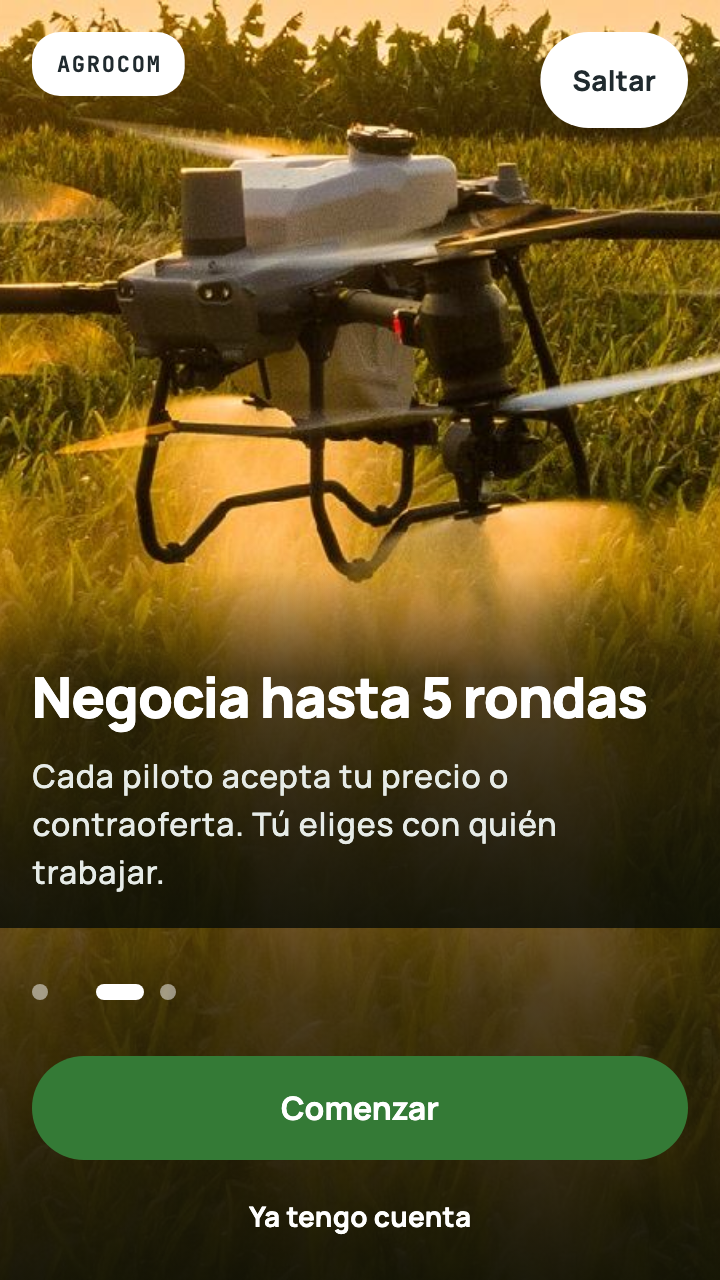 AGROCOM
Saltar
Negocia hasta 5 rondas
Cada piloto acepta tu precio o
contraoferta. Tú eliges con quién
trabajar.
Comenzar
Ya tengo cuenta